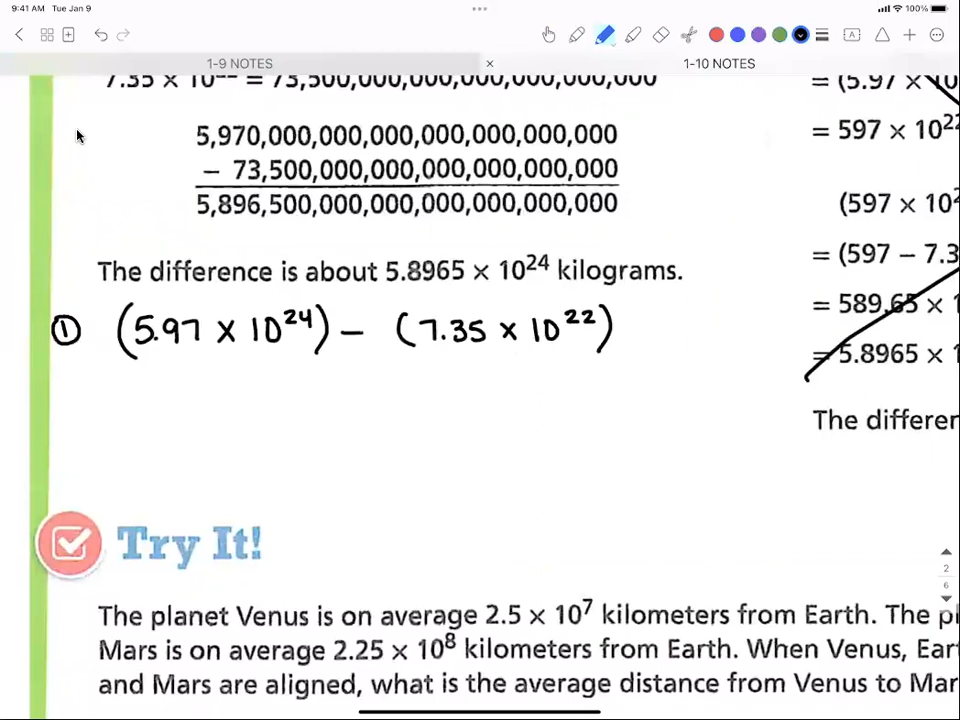 9:41 AM Tue Jan 9
100%
1-9 NOTES
1-10 NOTES
= 73,500,000,000,000,000,000,000
5,970,000,000,000,000,000,000,000
− 73,500,000,000,000,000,000,000
5,896,500,000,000,000,000,000,000
The difference is about 5.8965 × 10²⁴ kilograms.
① (5.97 × 10²⁴) − (7.35 × 10²²)
= (5.97 × 10
= 597 × 10²²
(597 × 10²
= (597 − 7.3
= 589.65 × 1
= 5.8965 × 1
The differen
Try It!
The planet Venus is on average 2.5 × 10⁷ kilometers from Earth. The pl
Mars is on average 2.25 × 10⁸ kilometers from Earth. When Venus, Eart
and Mars are aligned, what is the average distance from Venus to Mar
2
6